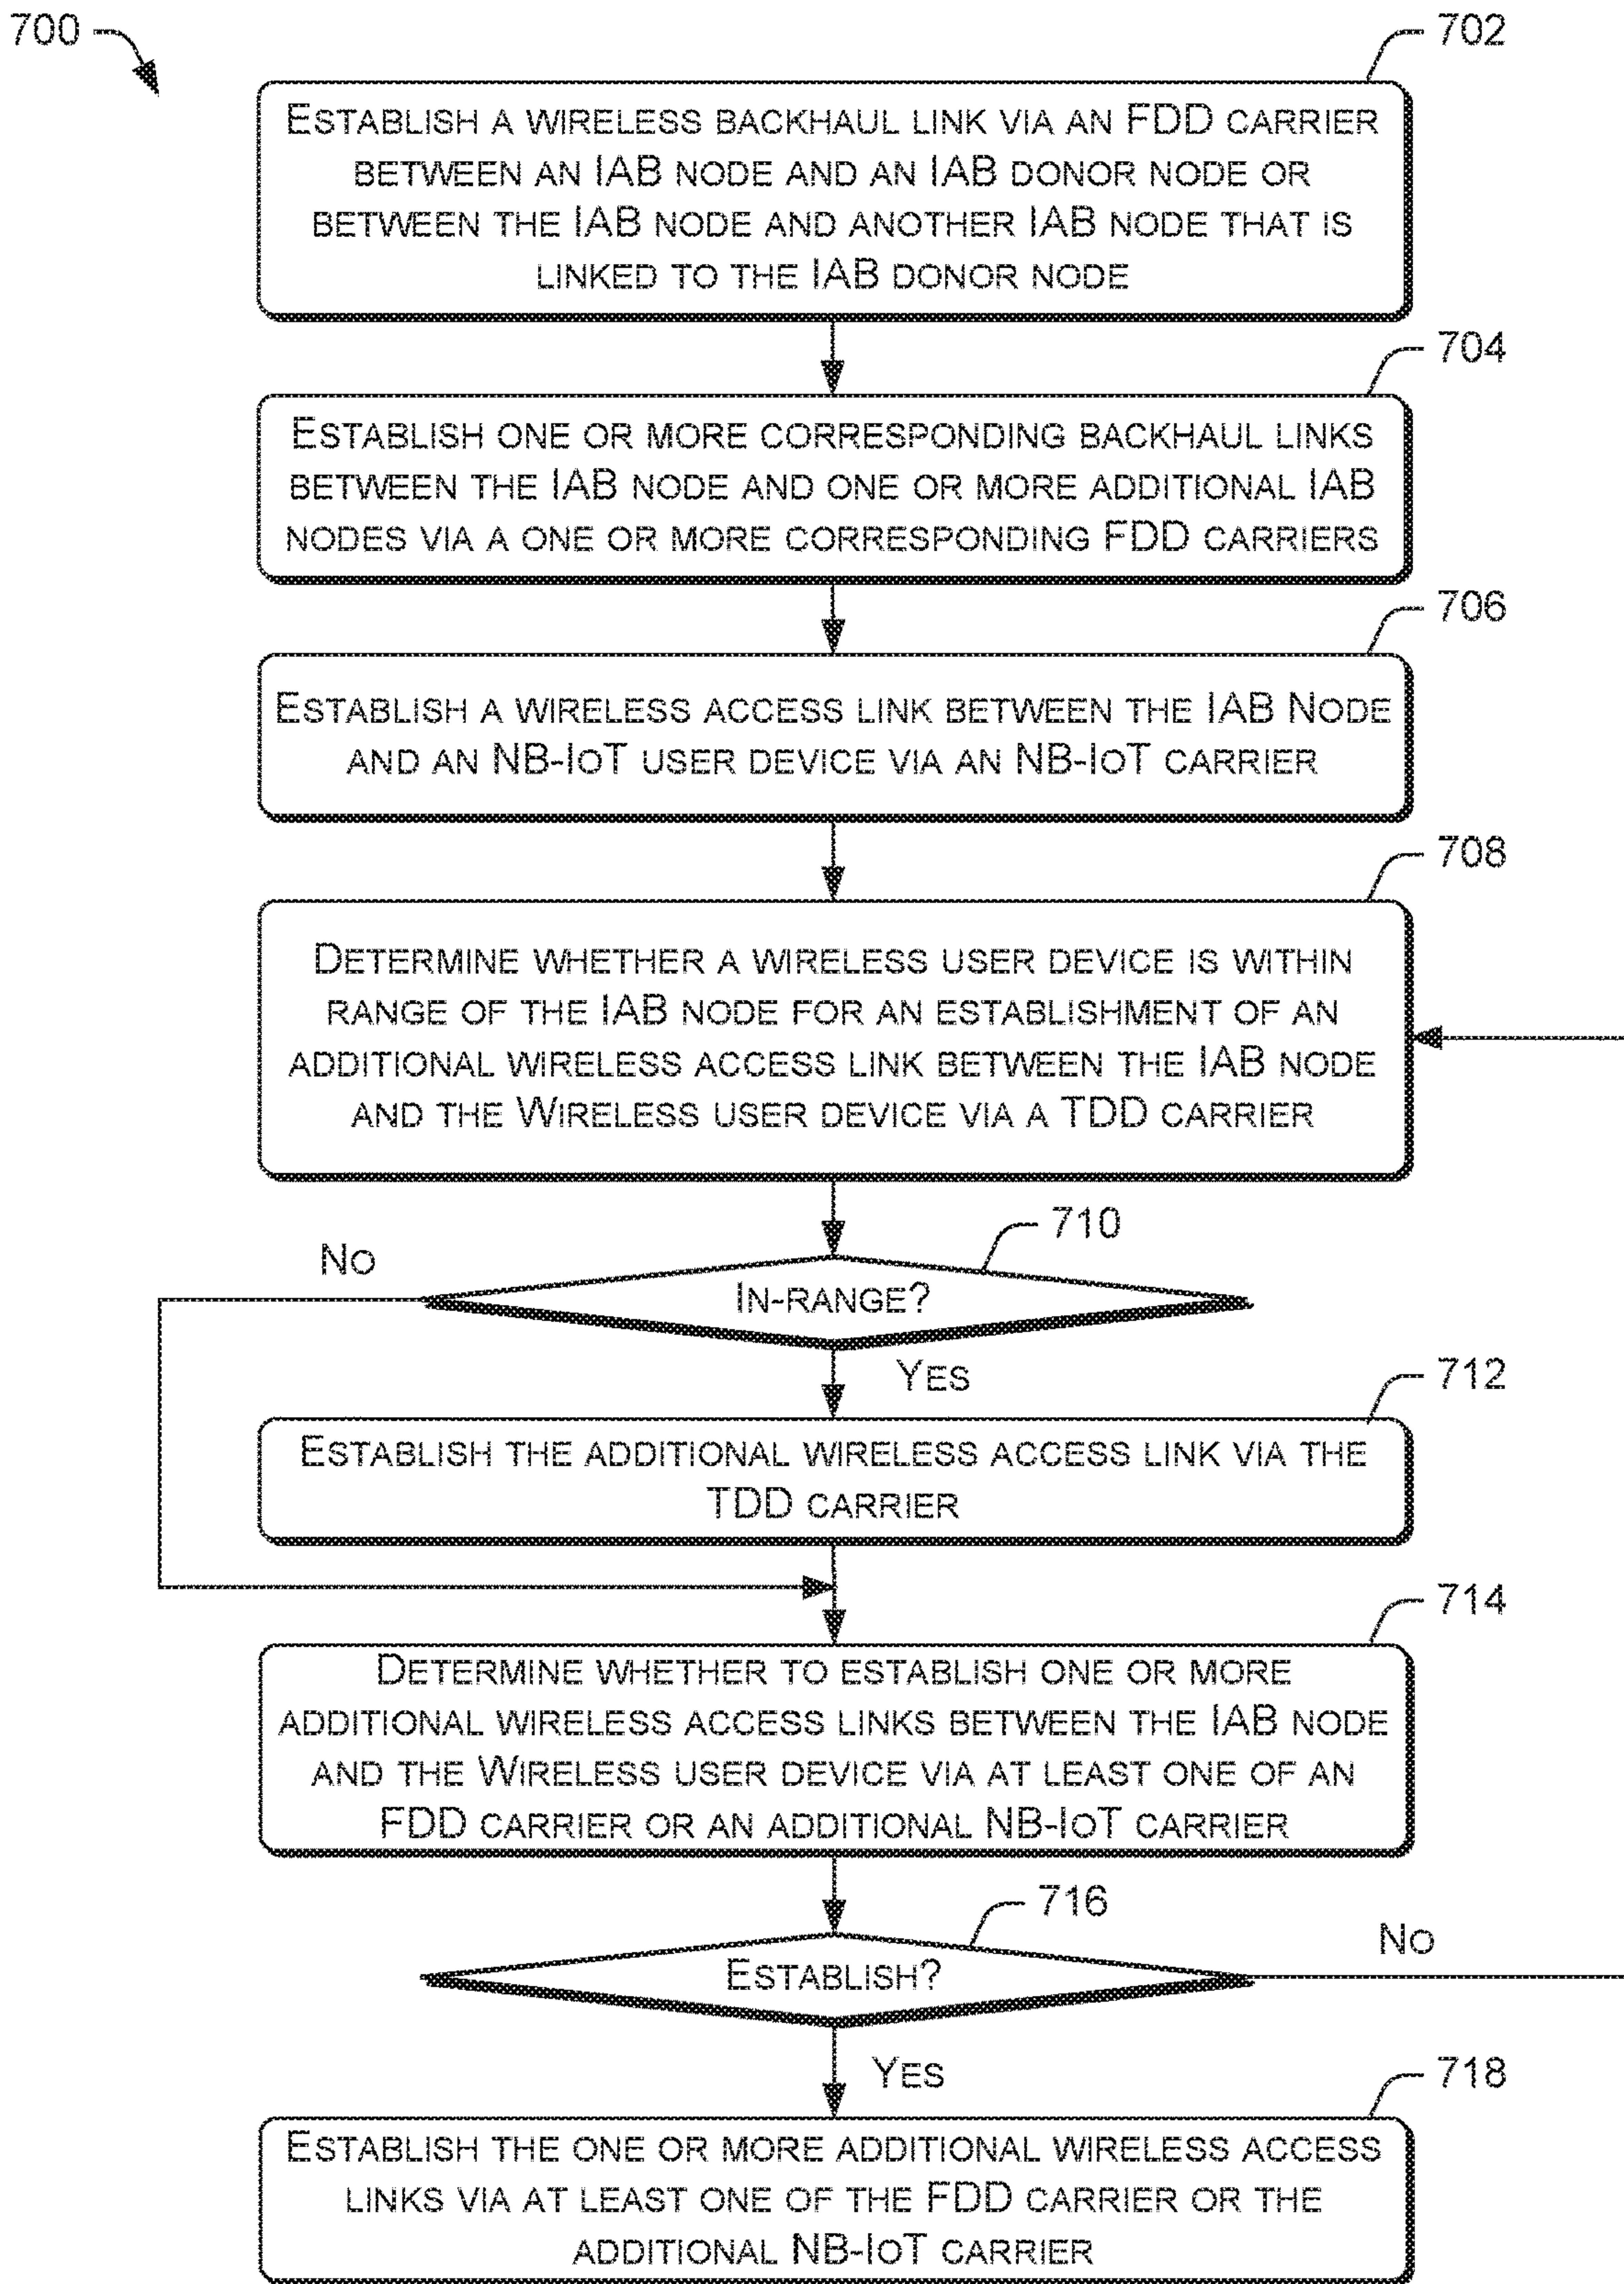 700
702
ESTABLISH A WIRELESS BACKHAUL LINK VIA AN FDD CARRIER
BETWEEN AN IAB NODE AND AN IAB DONOR NODE OR
BETWEEN THE IAB NODE AND ANOTHER IAB NODE THAT IS
LINKED TO THE IAB DONOR NODE
704
ESTABLISH ONE OR MORE CORRESPONDING BACKHAUL LINKS
BETWEEN THE IAB NODE AND ONE OR MORE ADDITIONAL IAB
NODES VIA A ONE OR MORE CORRESPONDING FDD CARRIERS
706
ESTABLISH A WIRELESS ACCESS LINK BETWEEN THE IAB NODE
AND AN NB-IOT USER DEVICE VIA AN NB-IOT CARRIER
708
DETERMINE WHETHER A WIRELESS USER DEVICE IS WITHIN
RANGE OF THE IAB NODE FOR AN ESTABLISHMENT OF AN
ADDITIONAL WIRELESS ACCESS LINK BETWEEN THE IAB NODE
AND THE WIRELESS USER DEVICE VIA A TDD CARRIER
710
NO
IN-RANGE?
YES
712
ESTABLISH THE ADDITIONAL WIRELESS ACCESS LINK VIA THE
TDD CARRIER
714
DETERMINE WHETHER TO ESTABLISH ONE OR MORE
ADDITIONAL WIRELESS ACCESS LINKS BETWEEN THE IAB NODE
AND THE WIRELESS USER DEVICE VIA AT LEAST ONE OF AN
FDD CARRIER OR AN ADDITIONAL NB-IOT CARRIER
716
NO
ESTABLISH?
YES
718
ESTABLISH THE ONE OR MORE ADDITIONAL WIRELESS ACCESS
LINKS VIA AT LEAST ONE OF THE FDD CARRIER OR THE
ADDITIONAL NB-IOT CARRIER